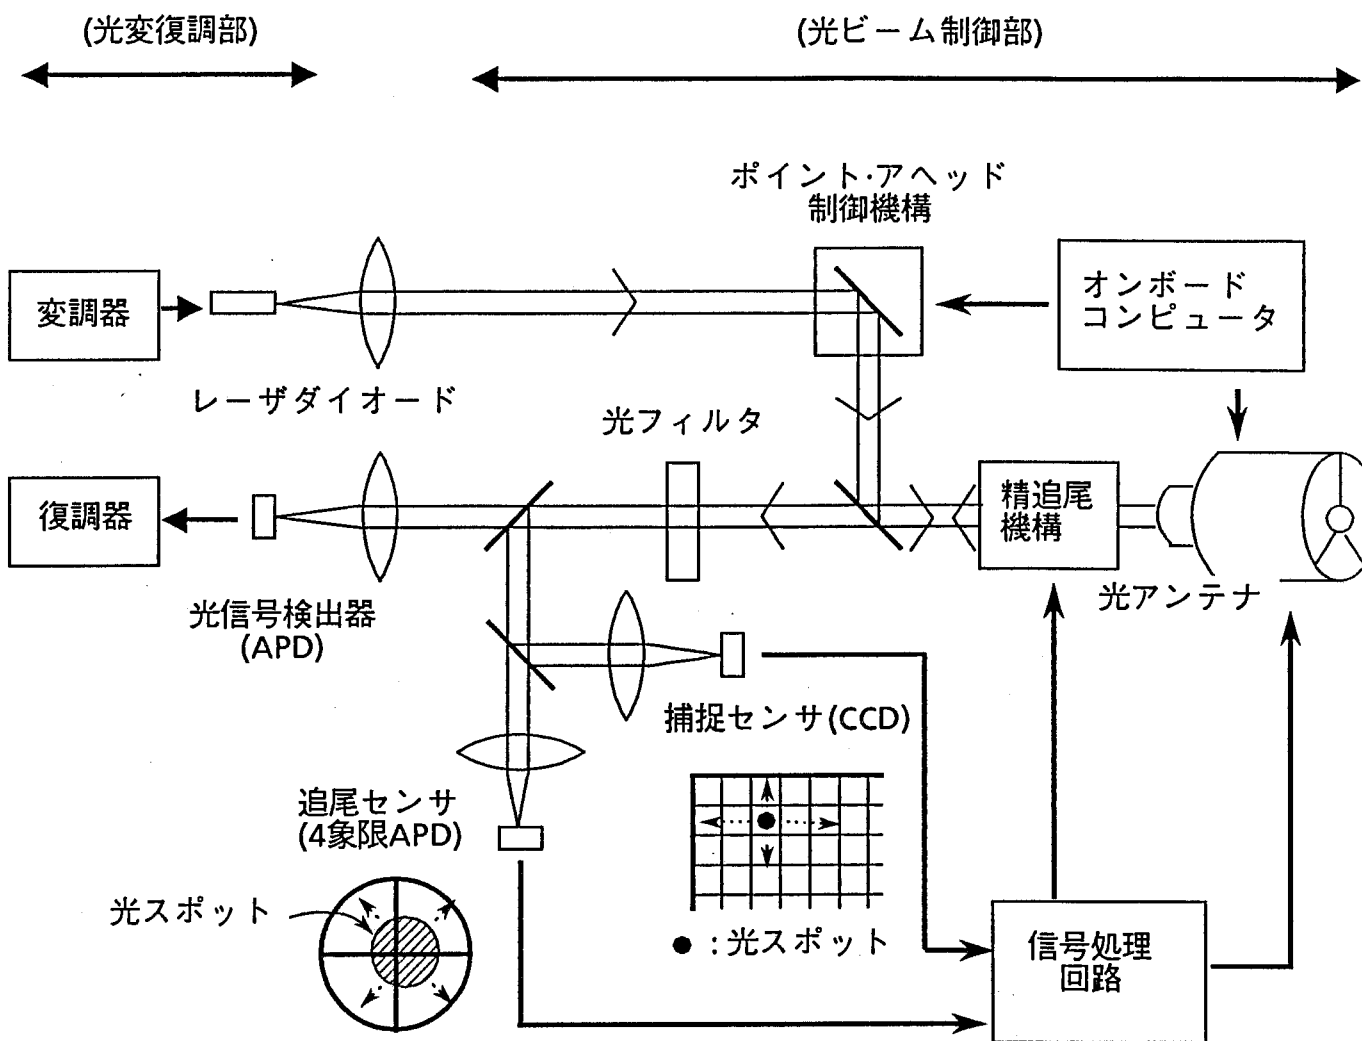 (光変復調部)
(光ビーム制御部)
ポイント・アヘッド
制御機構
変調器
オンボード
コンピュータ
レーザダイオード
光フィルタ
復調器
精追尾
機構
光信号検出器
(APD)
光アンテナ
捕捉センサ(CCD)
追尾センサ
(4象限APD)
光スポット
●:光スポット
信号処理
回路